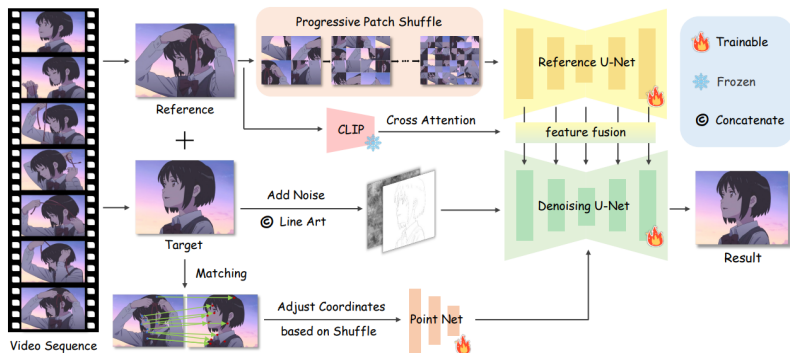 Progressive Patch Shuffle
Reference U-Net
Trainable
Frozen
© Concatenate
Reference
CLIP
Cross Attention
feature fusion
+
Target
Add Noise
© Line Art
Denoising U-Net
Result
Matching
Adjust Coordinates
based on Shuffle
Point Net
Video Sequence